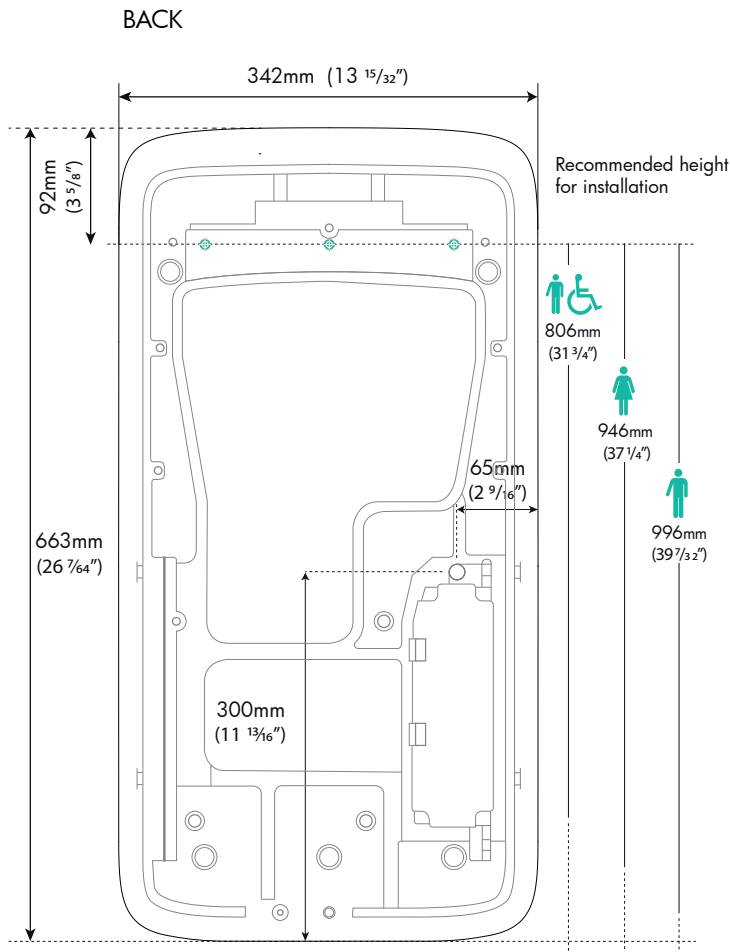 BACK
342mm (13 15/32")
92mm
(3 5/8")
Recommended height
for installation
806mm
(31 3/4")
946mm
(37 1/4")
65mm
(2 9/16")
996mm
(39 7/32")
663mm
(26 7/64")
300mm
(11 13/16")